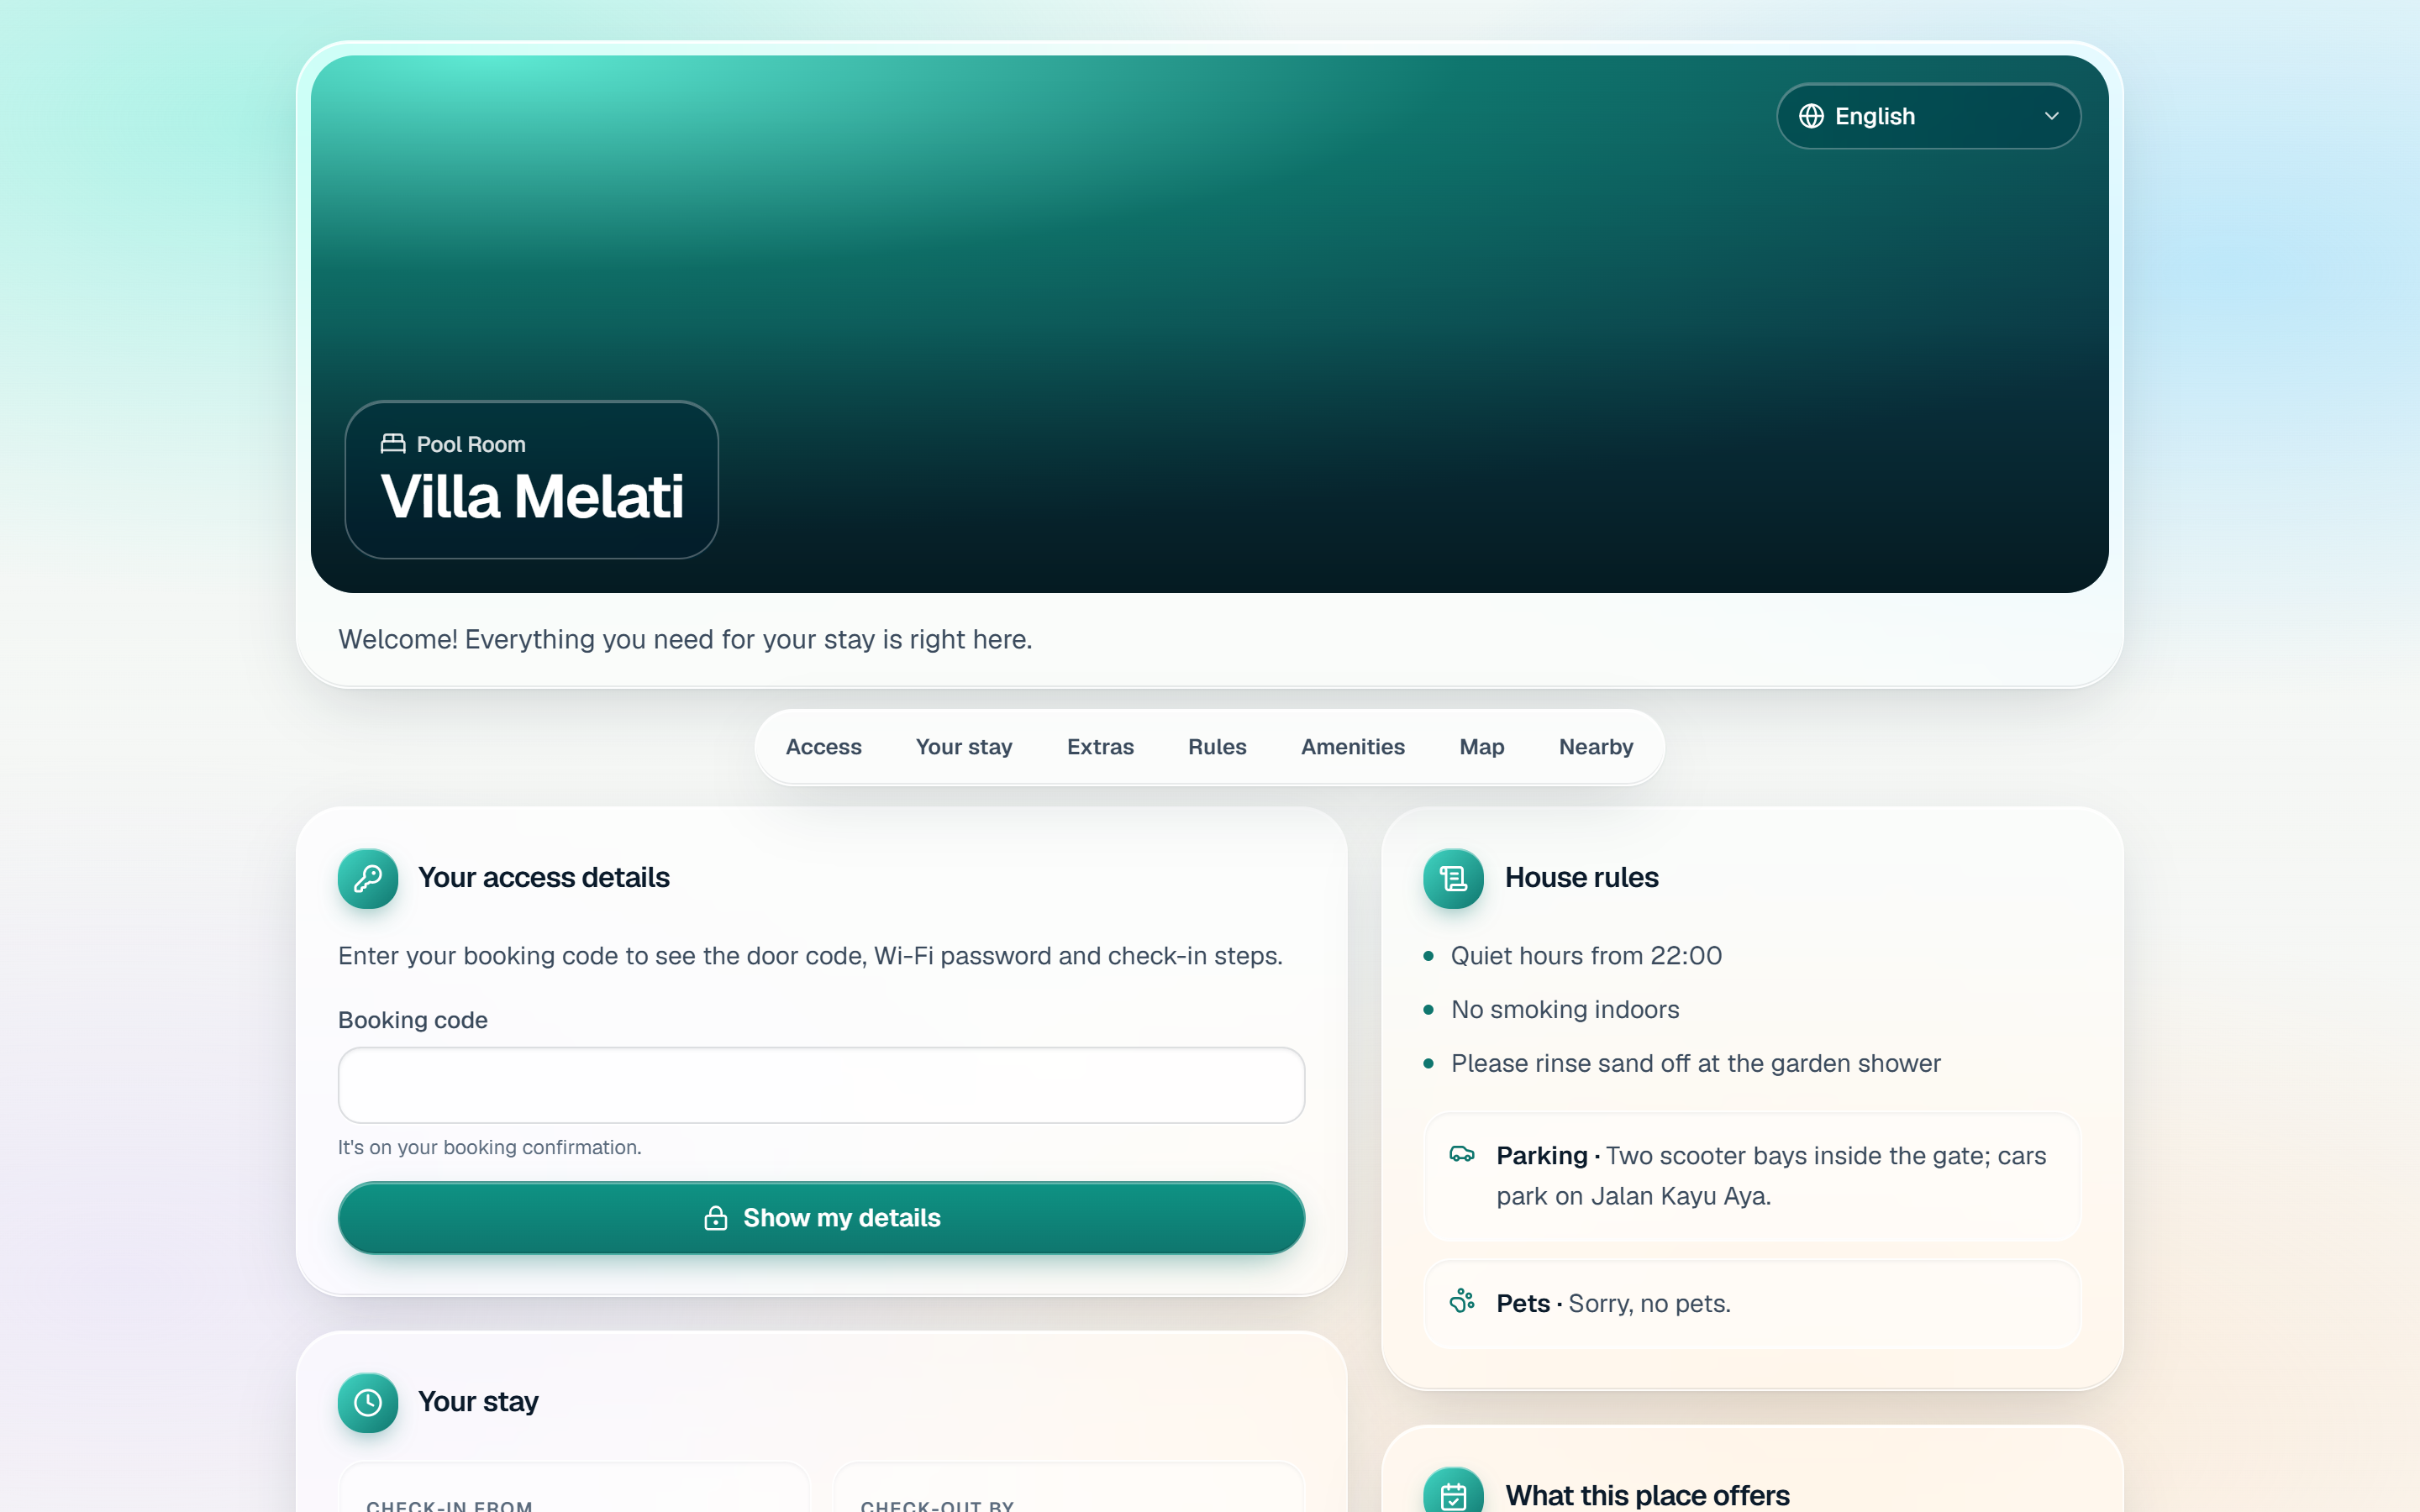 English
Pool Room
Villa Melati
Welcome! Everything you need for your stay is right here.
Access
Your stay
Extras
Rules
Amenities
Map
Nearby
Your access details
Enter your booking code to see the door code, Wi-Fi password and check-in steps.
Booking code
It's on your booking confirmation.
Show my details
Your stay
CHECK-IN FROM
CHECK-OUT BY
House rules
Quiet hours from 22:00
No smoking indoors
Please rinse sand off at the garden shower
Parking · Two scooter bays inside the gate; cars
park on Jalan Kayu Aya.
Pets · Sorry, no pets.
What this place offers